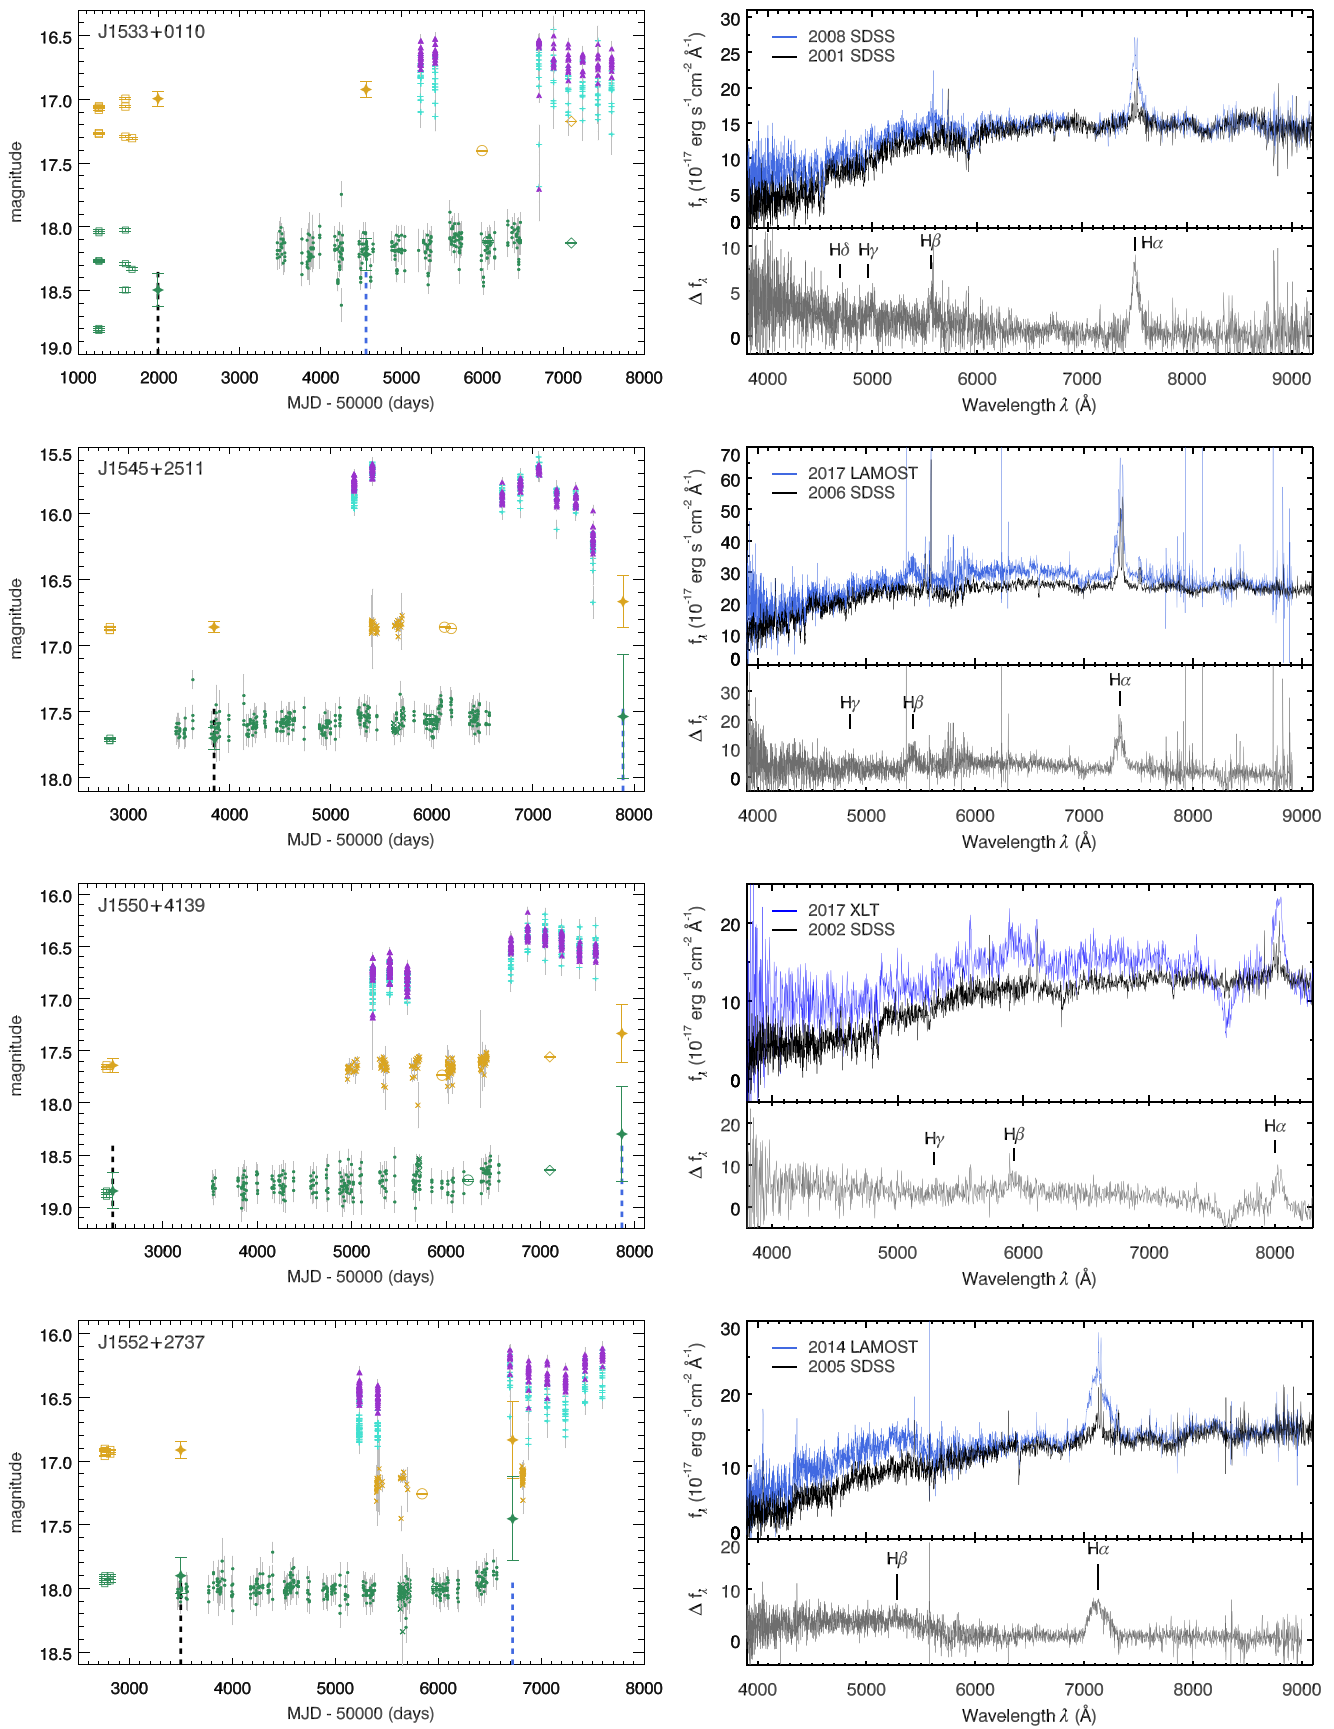 J1533+0110
magnitude
16.5
17.0
17.5
18.0
18.5
19.0
1000 2000 3000 4000 5000 6000 7000 8000
MJD - 50000 (days)
2008 SDSS
2001 SDSS
f_λ (10^-17 erg s^-1 cm^-2 Å^-1)
30
25
20
15
10
5
0
Hδ Hγ Hβ Hα
Δ f_λ
10
5
0
4000 5000 6000 7000 8000 9000
Wavelength λ (Å)
J1545+2511
magnitude
15.5
16.0
16.5
17.0
17.5
18.0
3000 4000 5000 6000 7000 8000
MJD - 50000 (days)
2017 LAMOST
2006 SDSS
f_λ (10^-17 erg s^-1 cm^-2 Å^-1)
70
60
50
40
30
20
10
0
Hγ Hβ Hα
Δ f_λ
30
20
10
0
4000 5000 6000 7000 8000 9000
Wavelength λ (Å)
J1550+4139
magnitude
16.0
16.5
17.0
17.5
18.0
18.5
19.0
3000 4000 5000 6000 7000 8000
MJD - 50000 (days)
2017 XLT
2002 SDSS
f_λ (10^-17 erg s^-1 cm^-2 Å^-1)
20
10
0
Hγ Hβ Hα
Δ f_λ
20
10
0
4000 5000 6000 7000 8000
Wavelength λ (Å)
J1552+2737
magnitude
16.0
16.5
17.0
17.5
18.0
18.5
3000 4000 5000 6000 7000 8000
MJD - 50000 (days)
2014 LAMOST
2005 SDSS
f_λ (10^-17 erg s^-1 cm^-2 Å^-1)
30
20
10
0
Hβ Hα
Δ f_λ
20
10
0
4000 5000 6000 7000 8000 9000
Wavelength λ (Å)